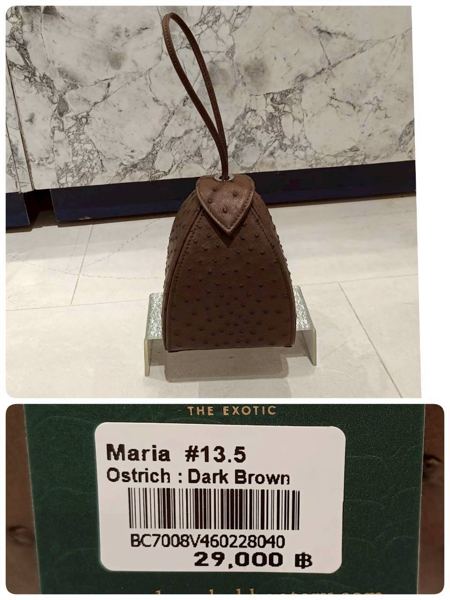 THE EXOTIC
Maria #13.5
Ostrich : Dark Brown
BC7008V460228040
29,000 ฿